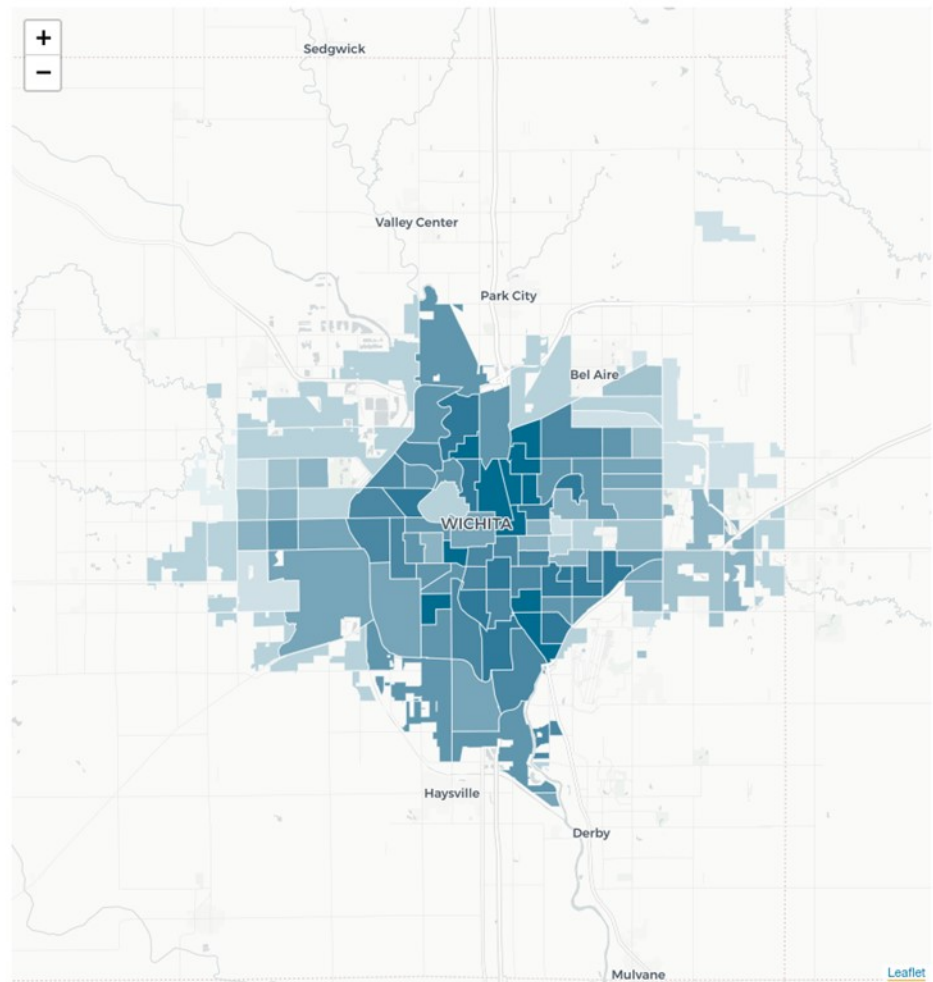 +
−
Sedgwick
Valley Center
Park City
Bel Aire
WICHITA
Haysville
Derby
Mulvane
Leaflet